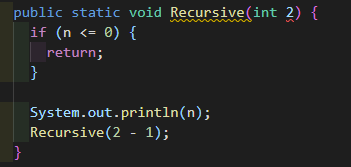 public static void Recursive(int 2) {
if (n <= 0) {
return;
}
System.out.println(n);
Recursive(2 - 1);
}